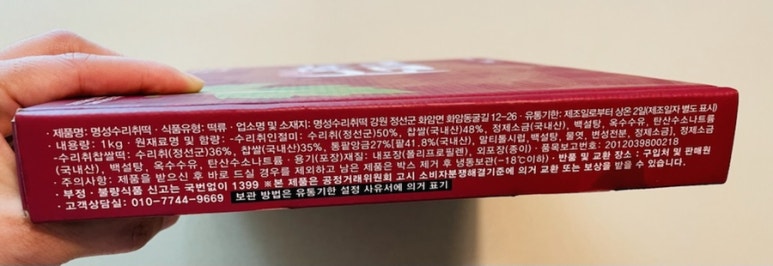 · 제품명: 명성수리취떡 · 식품유형: 떡류 · 업소명 및 소재지: 명성수리취떡 강원 정선군 화암면 화암동굴길 12-26 · 유통기한: 제조일로부터 상온 2일(제조일자 별도 표시)
· 내용량: 1kg · 원재료명 및 함량: -수리취인절미: 수리취(정선군)50%, 찹쌀(국내산)48%, 정제소금(국내산), 백설탕, 옥수수유, 탄산수소나트륨
-수리취찹쌀떡: 수리취(정선군)36%, 찹쌀(국내산)35%, 통팥앙금27%[팥41.8%(국내산), 말티톨시럽, 백설탕, 물엿, 변성전분, 정제소금], 정제소금
(국내산), 백설탕, 옥수수유, 탄산수소나트륨 · 용기(포장)재질: 내포장(폴리프로필렌), 외포장(종이) · 품목보고번호: 2012039800218
· 주의사항: 제품을 받으신 후 바로 드실 경우를 제외하고 남은 제품은 박스 제거 후 냉동보관(-18℃이하) · 반품 및 교환 장소 : 구입처 및 판매원
· 부정 · 불량식품 신고는 국번없이 1399 ※본 제품은 공정거래위원회 고시 소비자분쟁해결기준에 의거 교환 또는 보상을 받을 수 있습니다.
· 고객상담실: 010-7744-9669 보관 방법은 유통기한 설정 사유서에 의거 표기